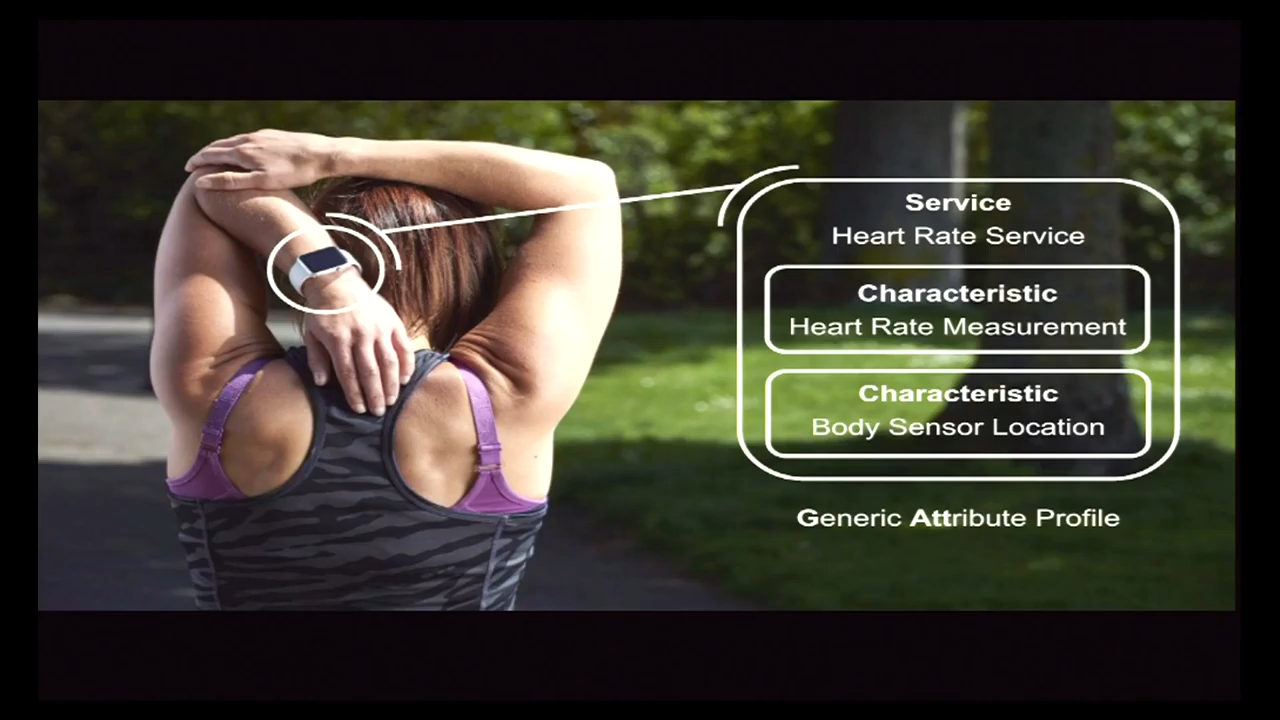 Service
Heart Rate Service
Characteristic
Heart Rate Measurement
Characteristic
Body Sensor Location
Generic Attribute Profile